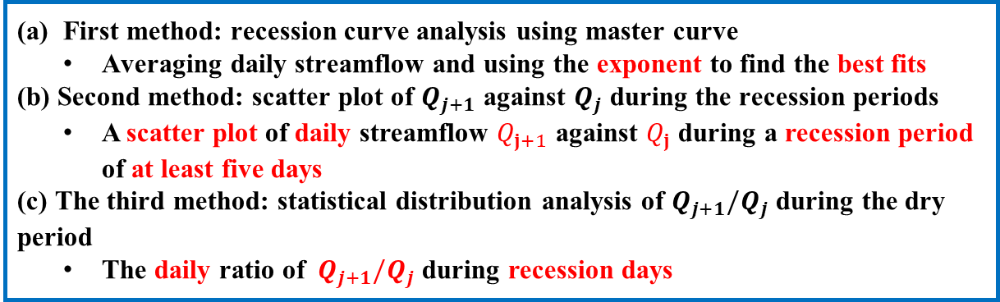 (a) First method: recession curve analysis using master curve
• Averaging daily streamflow and using the exponent to find the best fits
(b) Second method: scatter plot of Q_{j+1} against Q_j during the recession periods
• A scatter plot of daily streamflow Q_{j+1} against Q_j during a recession period
of at least five days
(c) The third method: statistical distribution analysis of Q_{j+1}/Q_j during the dry
period
• The daily ratio of Q_{j+1}/Q_j during recession days